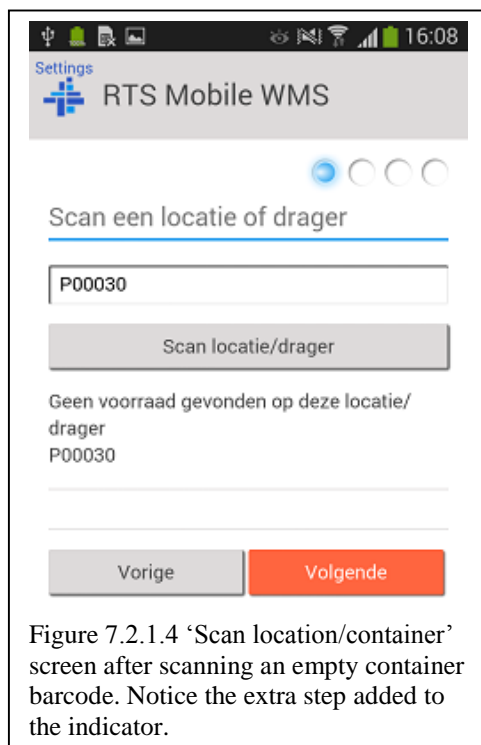 16:08
Settings
RTS Mobile WMS
Scan een locatie of drager
P00030
Scan locatie/drager
Geen voorraad gevonden op deze locatie/
drager
P00030
Vorige
Volgende
Figure 7.2.1.4 ‘Scan location/container’
screen after scanning an empty container
barcode. Notice the extra step added to
the indicator.